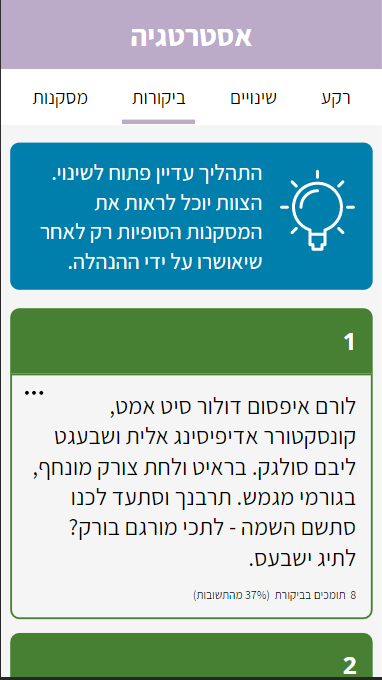 אסטרטגיה
רקע
שינויים
ביקורות
מסקנות
התהליך עדיין פתוח לשינוי.
הצוות יוכל לראות את
המסקנות הסופיות רק לאחר
שיאושרו על ידי ההנהלה.
1
לורם איפסום דולור סיט אמט,
קונסקטורר אדיפיסינג אלית ושבעגט
ליבם סולגק. בראיט ולחת צורק מונחף,
בגורמי מגמש. תרבנך וסתעד לכנו
סתשם השמה - לתכי מורגם בורק?
לתיג ישבעס.
8 תומכים בביקורת (37% מהתשובות)
2